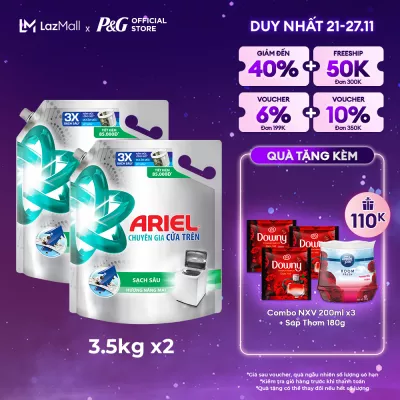 LM LazMall x P&G OFFICIAL STORE
DUY NHẤT 21-27.11
GIẢM ĐẾN
40%
+
FREESHIP
50K
Đơn 300K
VOUCHER
6%
Đơn 199K
+
VOUCHER
10%
Đơn 350K
QUÀ TẶNG KÈM
110K
Downy
Downy
Downy
ROOM
Combo NXV 200ml x3
+ Sáp Thơm 180g
3X
3X
ARIEL
CHUYÊN GIA CỬA TRÊN
SẠCH SÂU
3.5kg x2
*Giá sau voucher, quà ngẫu nhiên số lượng có hạn
*Kiểm tra giỏ hàng trước khi thanh toán
*Quà tặng có thể thay đổi nếu hết số lượng